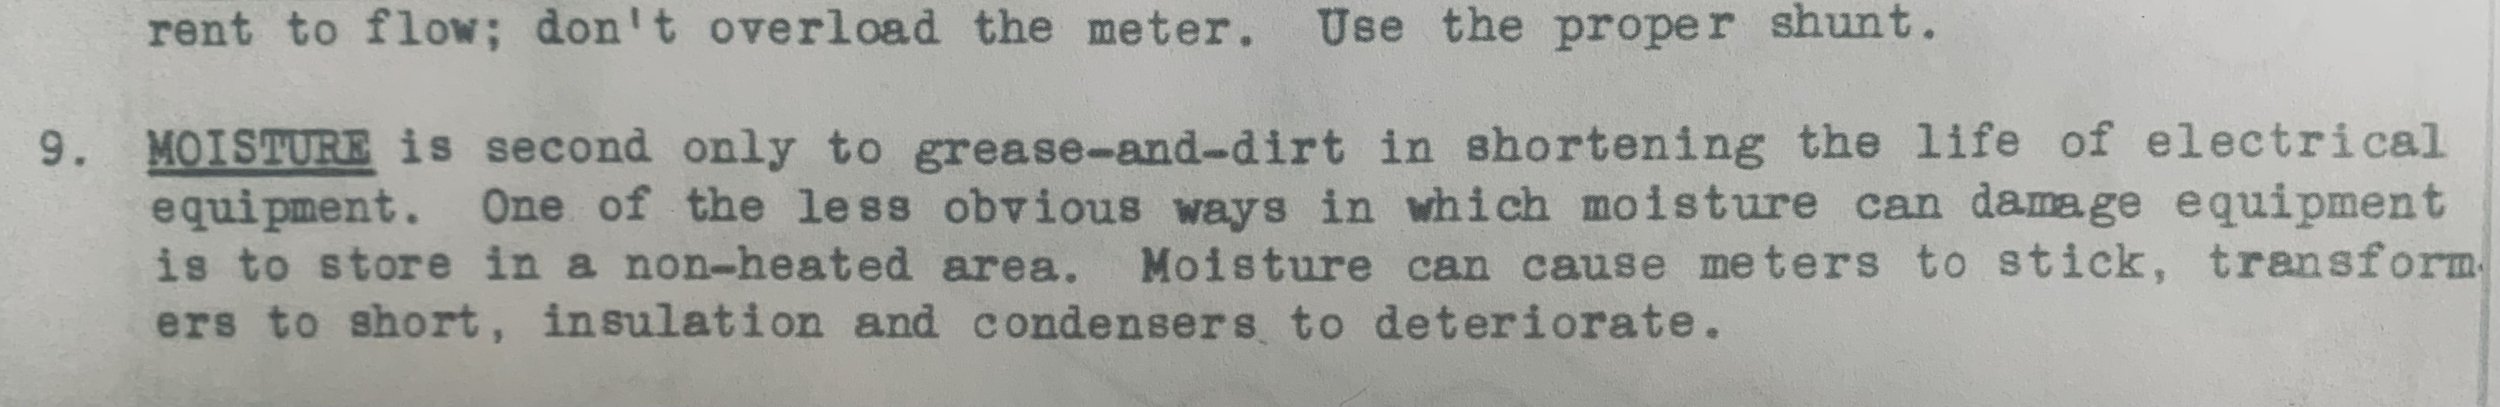 rent to flow; don't overload the meter. Use the proper shunt.
9. MOISTURE is second only to grease-and-dirt in shortening the life of electrical
equipment. One of the less obvious ways in which moisture can damage equipment
is to store in a non-heated area. Moisture can cause meters to stick, transform-
ers to short, insulation and condensers to deteriorate.